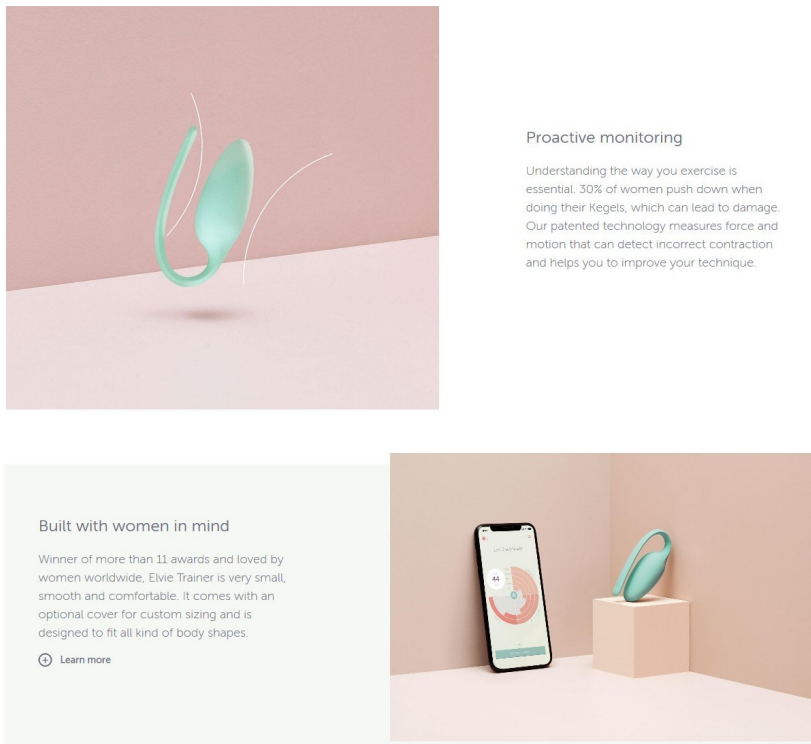 Proactive monitoring
Understanding the way you exercise is
essential. 30% of women push down when
doing their Kegels, which can lead to damage.
Our patented technology measures force and
motion that can detect incorrect contraction
and helps you to improve your technique.
Built with women in mind
Winner of more than 11 awards and loved by
women worldwide, Elvie Trainer is very small,
smooth and comfortable. It comes with an
optional cover for custom sizing and is
designed to fit all kind of body shapes.
Learn more
44